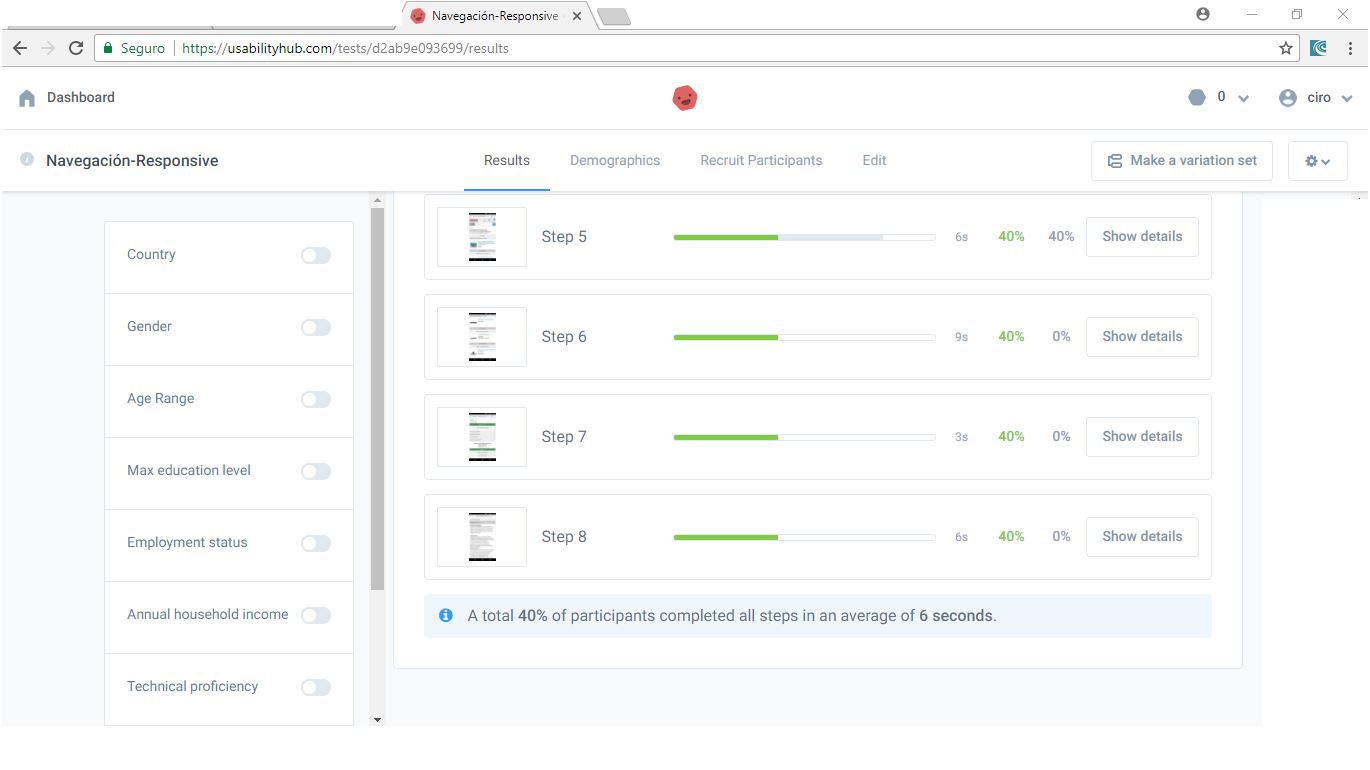 Navegación-Responsive
Seguro
https://usabilityhub.com/tests/d2ab9e093699/results
Dashboard
0
ciro
Navegación-Responsive
Results
Demographics
Recruit Participants
Edit
Make a variation set
Country
Gender
Age Range
Max education level
Employment status
Annual household income
Technical proficiency
Step 5 6s 40% 40% Show details
Step 6 9s 40% 0% Show details
Step 7 3s 40% 0% Show details
Step 8 6s 40% 0% Show details
A total 40% of participants completed all steps in an average of 6 seconds.